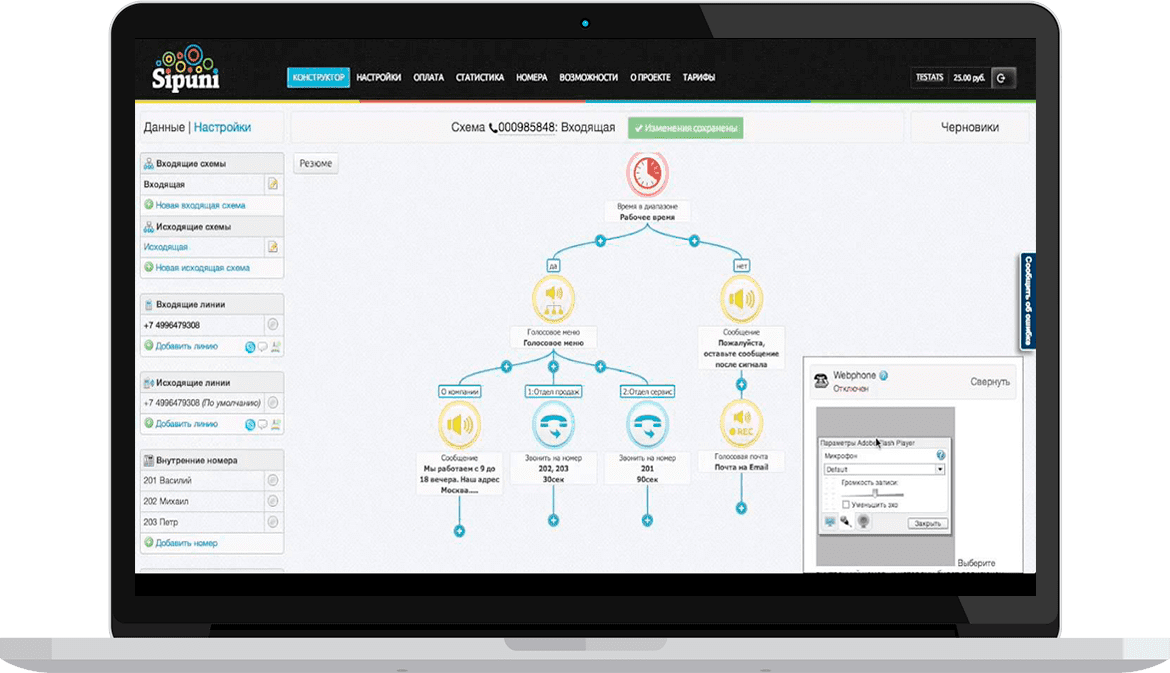 Sipuni
КОНСТРУКТОР НАСТРОЙКИ ОПЛАТА СТАТИСТИКА НОМЕРА ВОЗМОЖНОСТИ О ПРОЕКТЕ ТАРИФЫ
TESTATS 25.00 руб.
Данные | Настройки
Схема 000985848: Входящая
Изменения сохранены
Черновики
Входящие схемы
Входящая
Новая входящая схема
Исходящие схемы
Исходящая
Новая исходящая схема
Входящие линии
+7 4996479308
Добавить линию
Исходящие линии
+7 4996479308 (По умолчанию)
Добавить линию
Внутренние номера
201 Василий
202 Михаил
203 Петр
Добавить номер
Резюме
Время в диапазоне
Рабочее время
да
нет
Голосовое меню
Голосовое меню
Сообщение
Пожалуйста,
оставьте сообщение
после сигнала
О компании
1:Отдел продаж
2:Отдел сервис
REC
Сообщение
Мы работаем с 9 до
18 вечера. Наш адрес
Москва....
Звонить на номер
202, 203
30сек
Звонить на номер
201
90сек
Голосовая почта
Почта на Email
Сообщить об ошибке
Webphone
Отключен
Свернуть
Параметры Adobe Flash Player
Микрофон
Default
Громкость записи:
Уменьшить эхо
Закрыть
Выберите